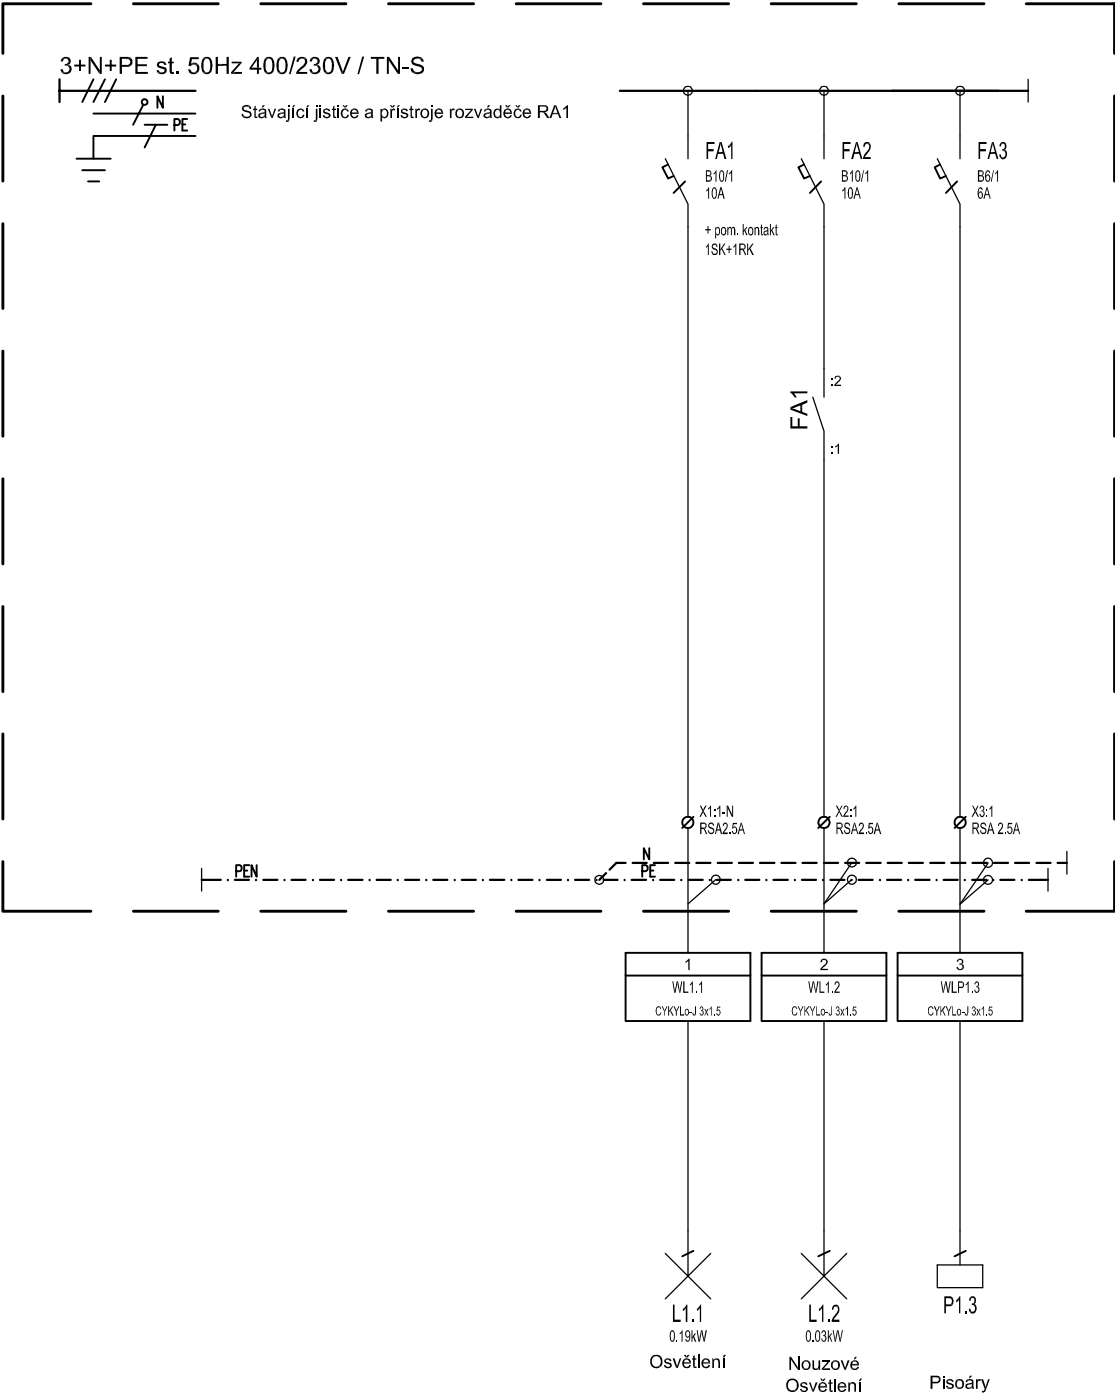 3+N+PE st. 50Hz 400/230V / TN-S
N
PE
Stávající jističe a přístroje rozváděče RA1
FA1
B10/1
10A
+ pom. kontakt
1SK+1RK
FA2
B10/1
10A
FA3
B6/1
6A
:2
FA1
:1
X1:1-N
RSA2.5A
X2:1
RSA2.5A
X3:1
RSA 2.5A
N
PEN
PE
1
WL1.1
CYKYLo-J 3x1.5
2
WL1.2
CYKYLo-J 3x1.5
3
WLP1.3
CYKYLo-J 3x1.5
L1.1
0.19kW
Osvětlení
L1.2
0.03kW
Nouzové
Osvětlení
P1.3
Pisoáry